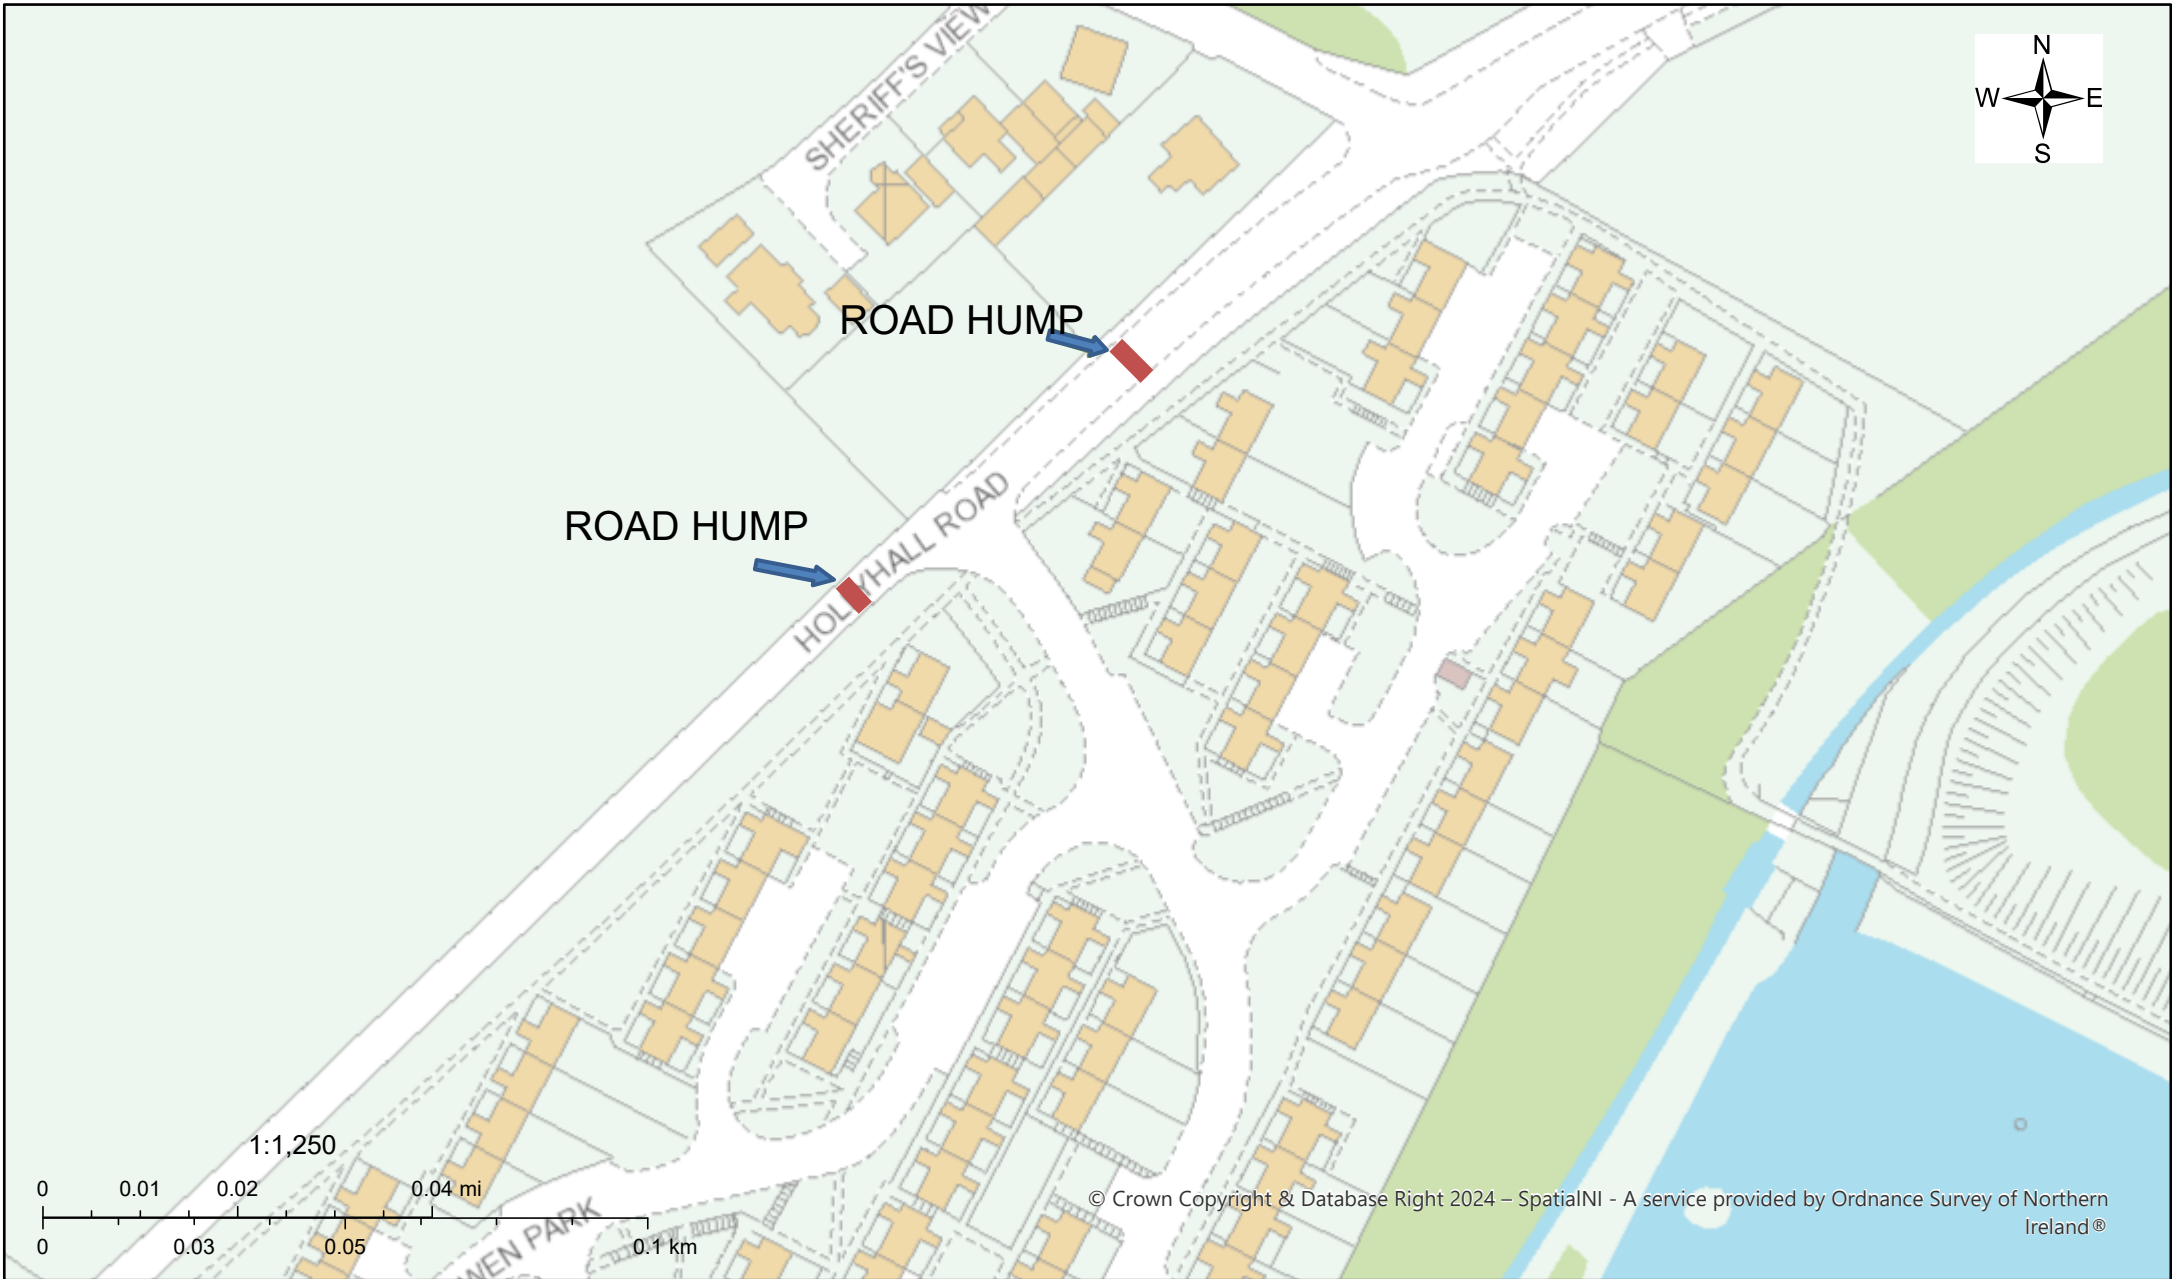 SHERIFF'S VIEW
N
W E
S
ROAD HUMP
ROAD HUMP
HOLLYHALL ROAD
1:1,250
0 0.01 0.02 0.04 mi
0 0.03 0.05 0.1 km
WEN PARK
© Crown Copyright & Database Right 2024 – SpatialNI - A service provided by Ordnance Survey of Northern
Ireland®